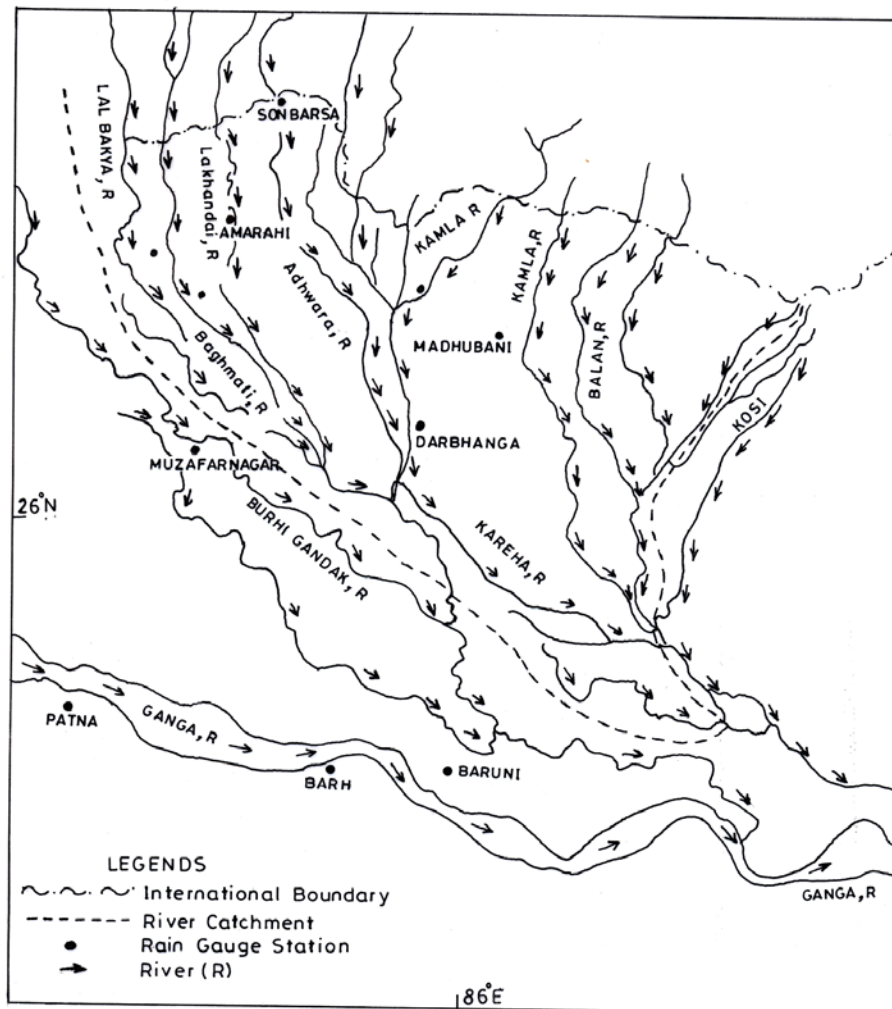 LAL BAKYA, R
SONBARSA
Lakhandai, R
AMARAHI
Adhwara, R
KAMLA R
KAMLA, R
MADHUBANI
BALAN, R
Baghmati, R
KOSI
DARBHANGA
MUZAFARNAGAR
26°N
BURHI GANDAK, R
KAREHA, R
PATNA
GANGA, R
BARH
BARUNI
GANGA, R
LEGENDS
International Boundary
River Catchment
Rain Gauge Station
River (R)
86°E